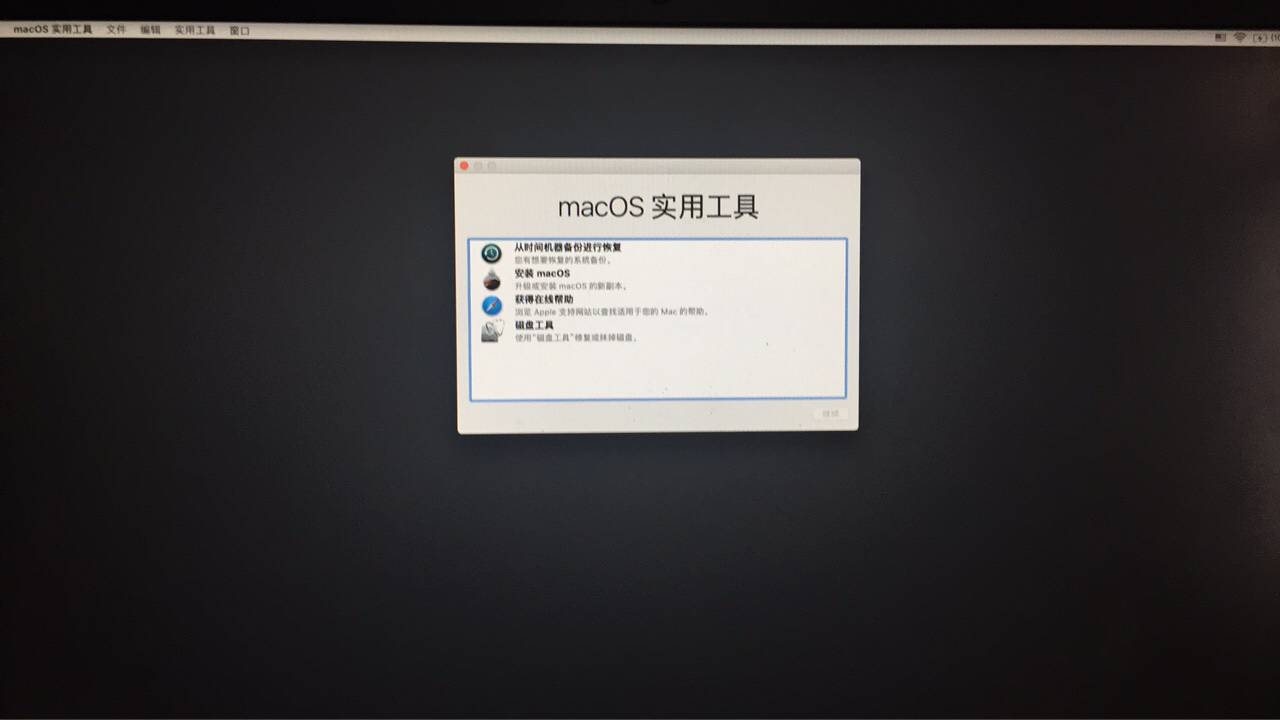 macOS 实用工具 文件 编辑 实用工具 窗口
macOS 实用工具
从时间机器备份进行恢复
您有想要恢复的系统备份。
安装 macOS
升级或安装 macOS 的新副本。
获得在线帮助
浏览 Apple 支持网站以查找适用于您的 Mac 的帮助。
磁盘工具
使用“磁盘工具”修复或抹掉磁盘。
继续